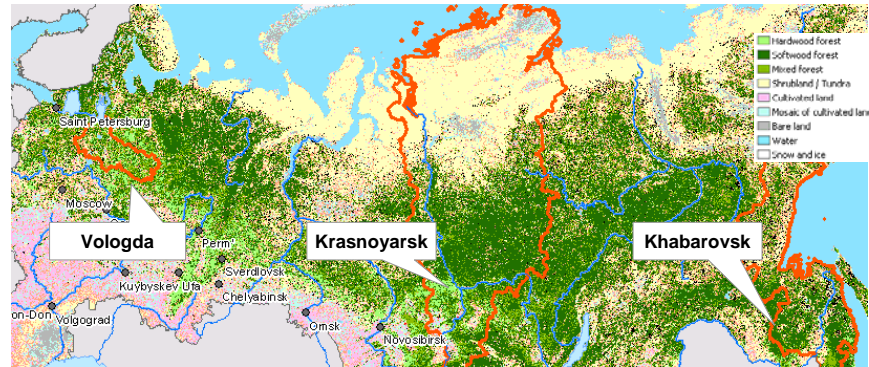 Hardwood forest
Softwood forest
Mixed forest
Shrubland / Tundra
Cultivated land
Mosaic of cultivated lan
Bare land
Water
Snow and ice
Saint Petersburg
Moscow
Vologda
Krasnoyarsk
Khabarovsk
Perm'
Sverdlovsk
Kuybyskev Ufa
Chelyabinsk
on-Don Volgograd
Omsk
Novosibirsk